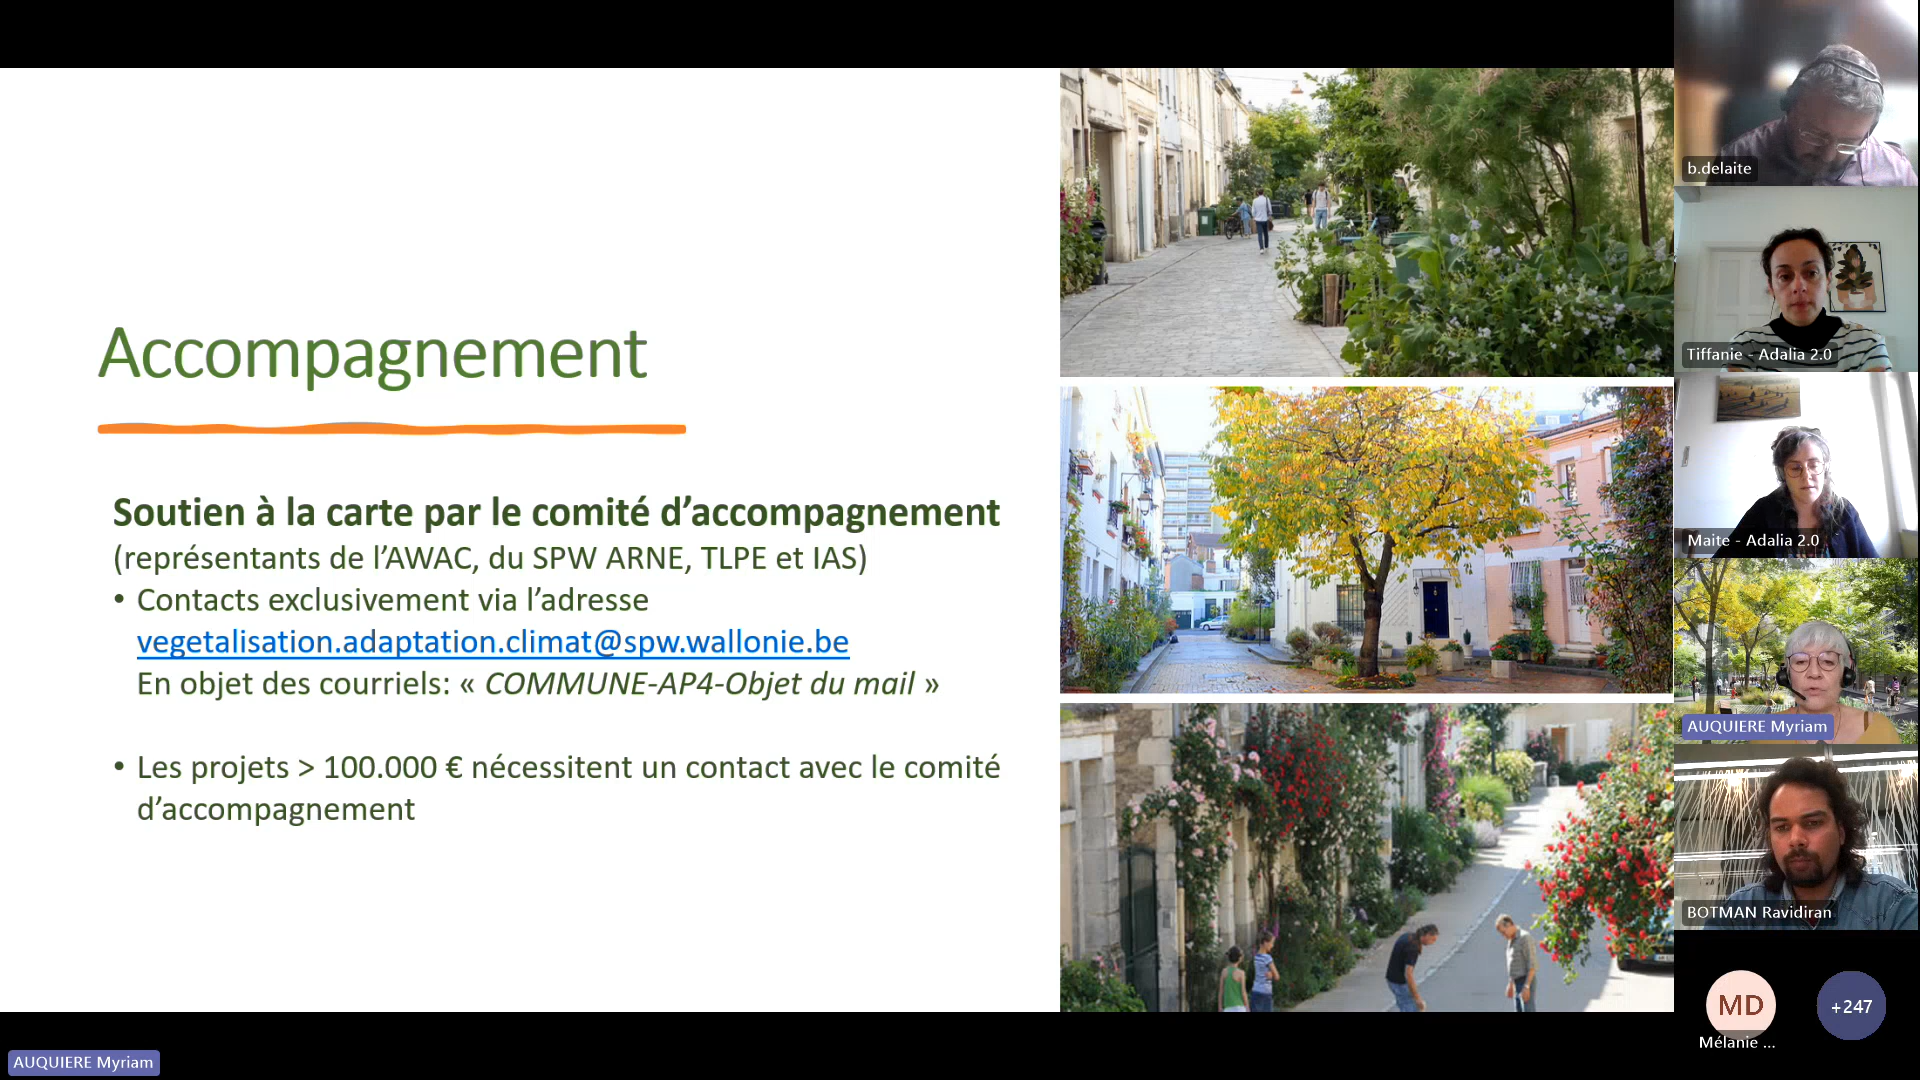 Accompagnement
Soutien à la carte par le comité d’accompagnement
(représentants de l’AWAC, du SPW ARNE, TLPE et IAS)
• Contacts exclusivement via l’adresse
vegetalisation.adaptation.climat@spw.wallonie.be
En objet des courriels: « COMMUNE-AP4-Objet du mail »
• Les projets > 100.000 € nécessitent un contact avec le comité
d’accompagnement
b.delaite
Tiffanie - Adalia 2.0
Maite - Adalia 2.0
AUQUIERE Myriam
BOTMAN Ravidiran
MD
+247
Mélanie ...
AUQUIERE Myriam